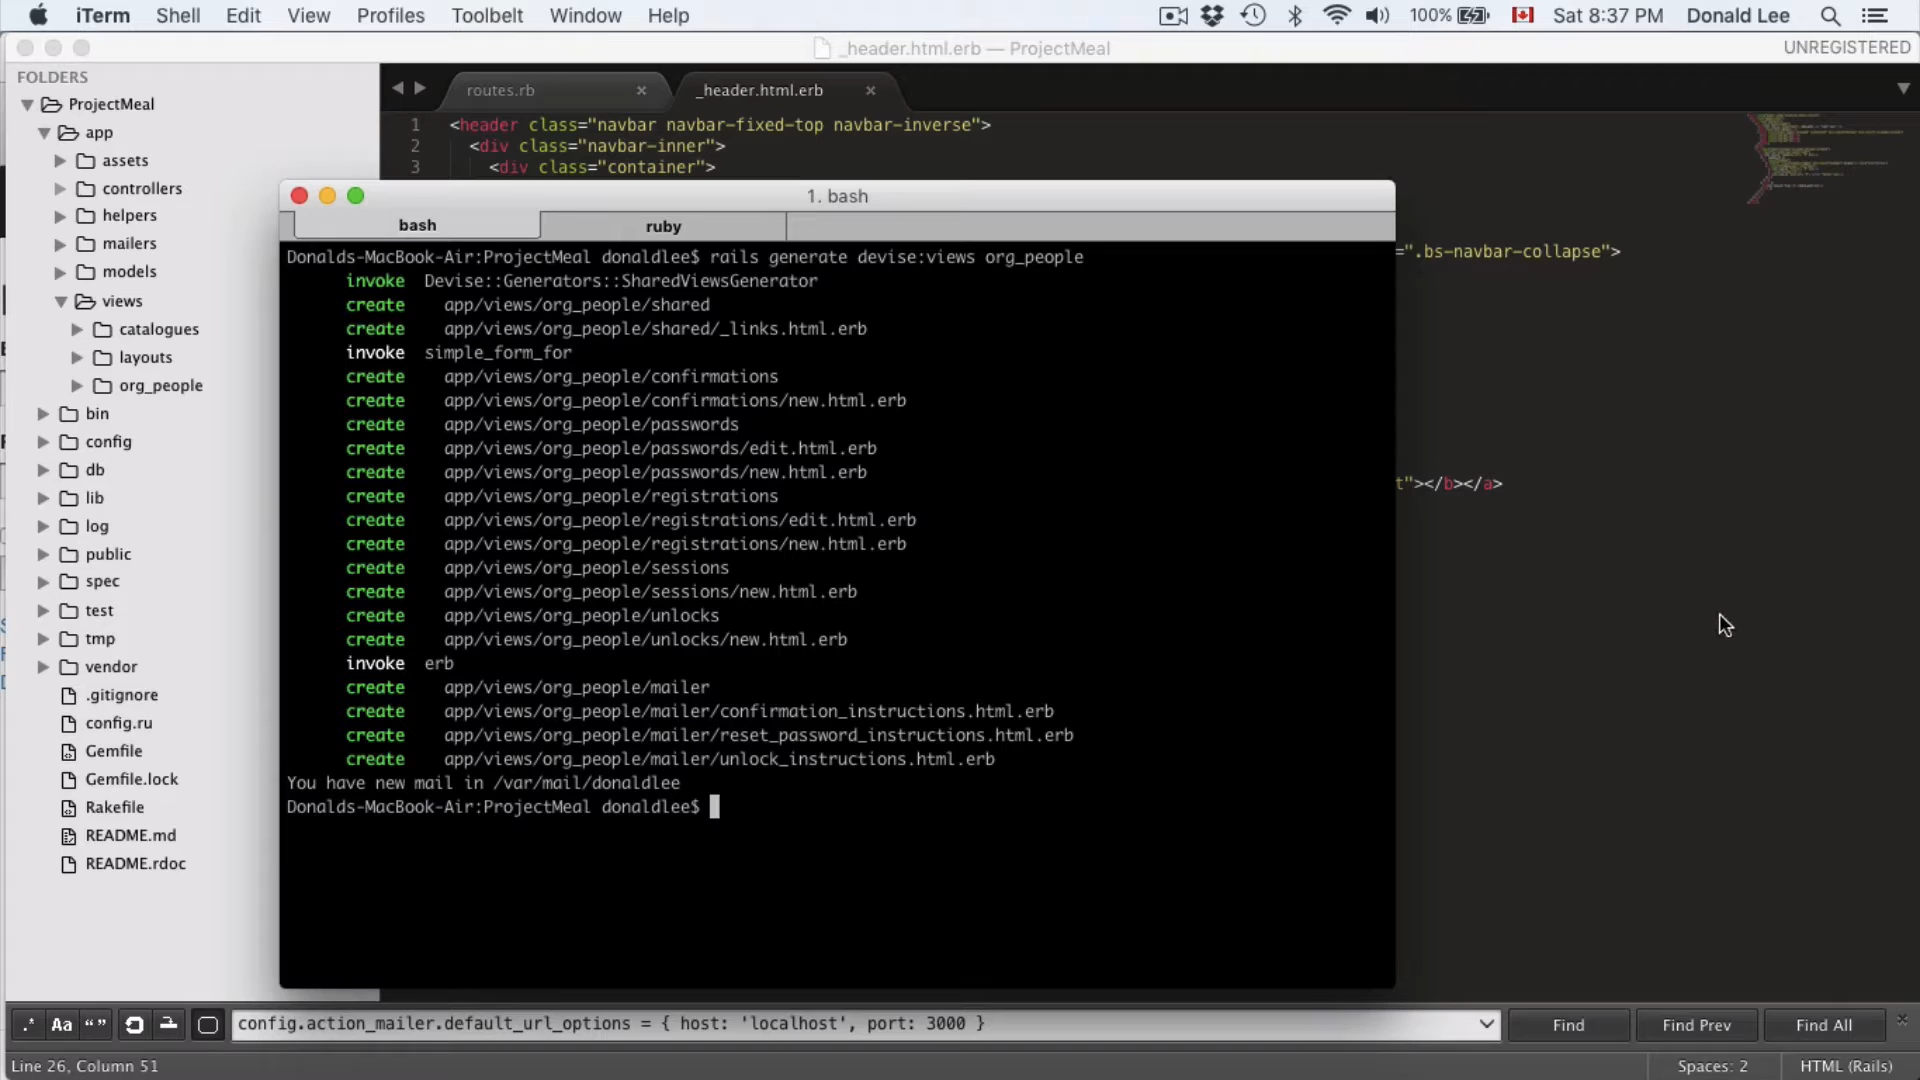 iTerm Shell Edit View Profiles Toolbelt Window Help 100% Sat 8:37 PM Donald Lee
_header.html.erb — ProjectMeal UNREGISTERED
FOLDERS
ProjectMeal
app
assets
controllers
helpers
mailers
models
views
catalogues
layouts
org_people
bin
config
db
lib
log
public
spec
test
tmp
vendor
.gitignore
config.ru
Gemfile
Gemfile.lock
Rakefile
README.md
README.rdoc
routes.rb _header.html.erb
1 <header class="navbar navbar-fixed-top navbar-inverse">
2 <div class="navbar-inner">
3 <div class="container">
=".bs-navbar-collapse">
t"></b></a>
1. bash
bash ruby
Donalds-MacBook-Air:ProjectMeal donaldlee$ rails generate devise:views org_people
invoke Devise::Generators::SharedViewsGenerator
create app/views/org_people/shared
create app/views/org_people/shared/_links.html.erb
invoke simple_form_for
create app/views/org_people/confirmations
create app/views/org_people/confirmations/new.html.erb
create app/views/org_people/passwords
create app/views/org_people/passwords/edit.html.erb
create app/views/org_people/passwords/new.html.erb
create app/views/org_people/registrations
create app/views/org_people/registrations/edit.html.erb
create app/views/org_people/registrations/new.html.erb
create app/views/org_people/sessions
create app/views/org_people/sessions/new.html.erb
create app/views/org_people/unlocks
create app/views/org_people/unlocks/new.html.erb
invoke erb
create app/views/org_people/mailer
create app/views/org_people/mailer/confirmation_instructions.html.erb
create app/views/org_people/mailer/reset_password_instructions.html.erb
create app/views/org_people/mailer/unlock_instructions.html.erb
You have new mail in /var/mail/donaldlee
Donalds-MacBook-Air:ProjectMeal donaldlee$
.* Aa “” config.action_mailer.default_url_options = { host: 'localhost', port: 3000 } Find Find Prev Find All
Line 26, Column 51 Spaces: 2 HTML (Rails)